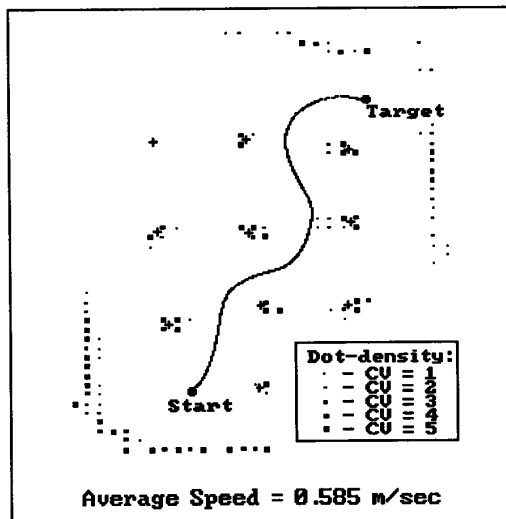 Target
Dot-density:
- CV = 1
- CV = 2
- CV = 3
- CV = 4
- CV = 5
Start
Average Speed = 0.585 m/sec